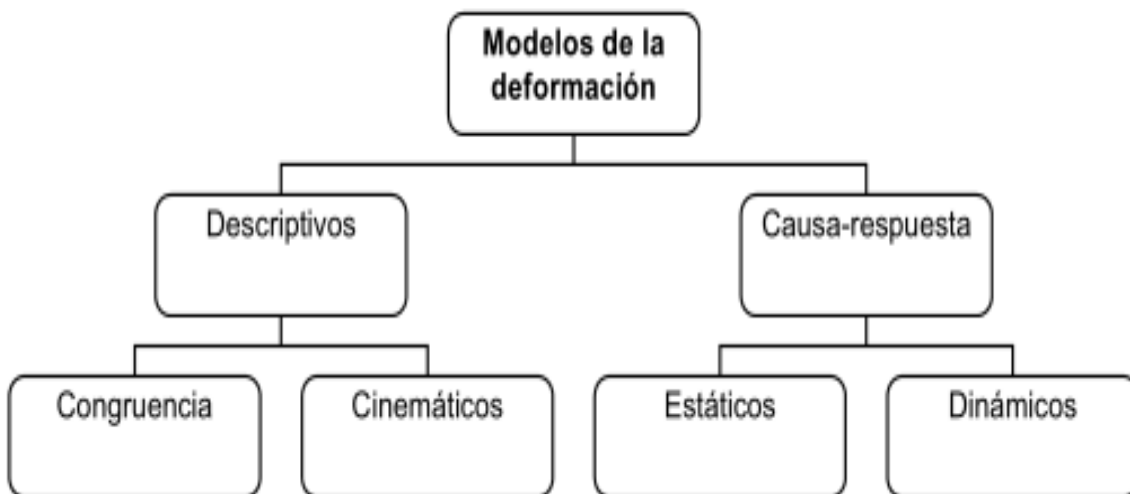 Modelos de la
deformación
Descriptivos
Causa-respuesta
Congruencia
Cinemáticos
Estáticos
Dinámicos